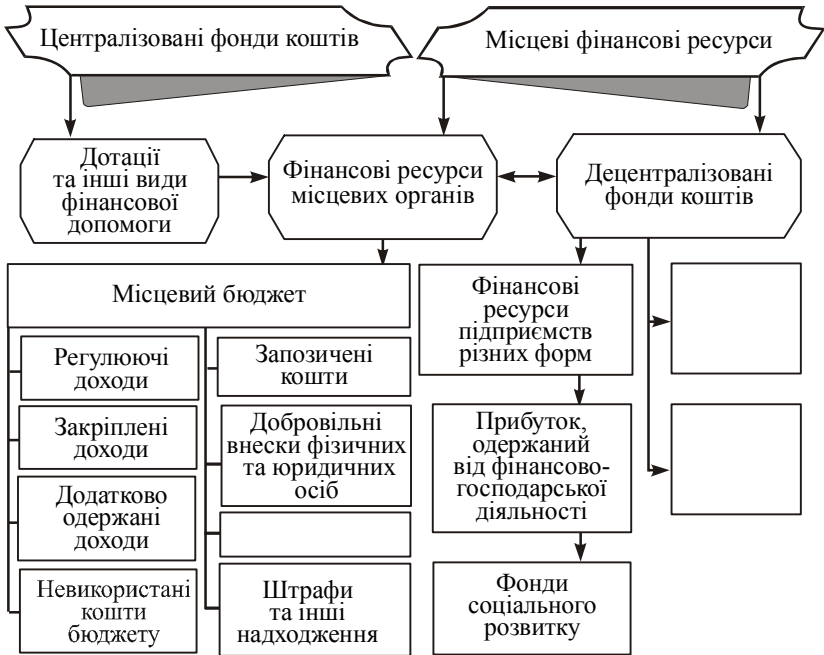 Централізовані фонди коштів
Місцеві фінансові ресурси
Дотації
та інші види
фінансової
допомоги
Фінансові ресурси
місцевих органів
Децентралізовані
фонди коштів
Місцевий бюджет
Регулюючі
доходи
Закріплені
доходи
Додатково
одержані
доходи
Невикористані
кошти
бюджету
Запозичені
кошти
Добровільні
внески фізичних
та юридичних
осіб
Штрафи
та інші
надходження
Фінансові
ресурси
підприємств
різних форм
Прибуток,
одержаний
від фінансово-
господарської
діяльності
Фонди
соціального
розвитку